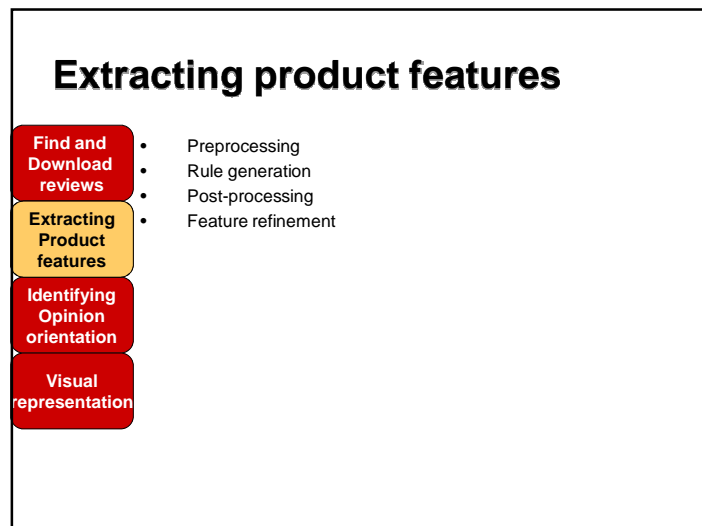 Extracting product features
Find and
Download
reviews
Extracting
Product
features
Identifying
Opinion
orientation
Visual
representation
• Preprocessing
• Rule generation
• Post-processing
• Feature refinement